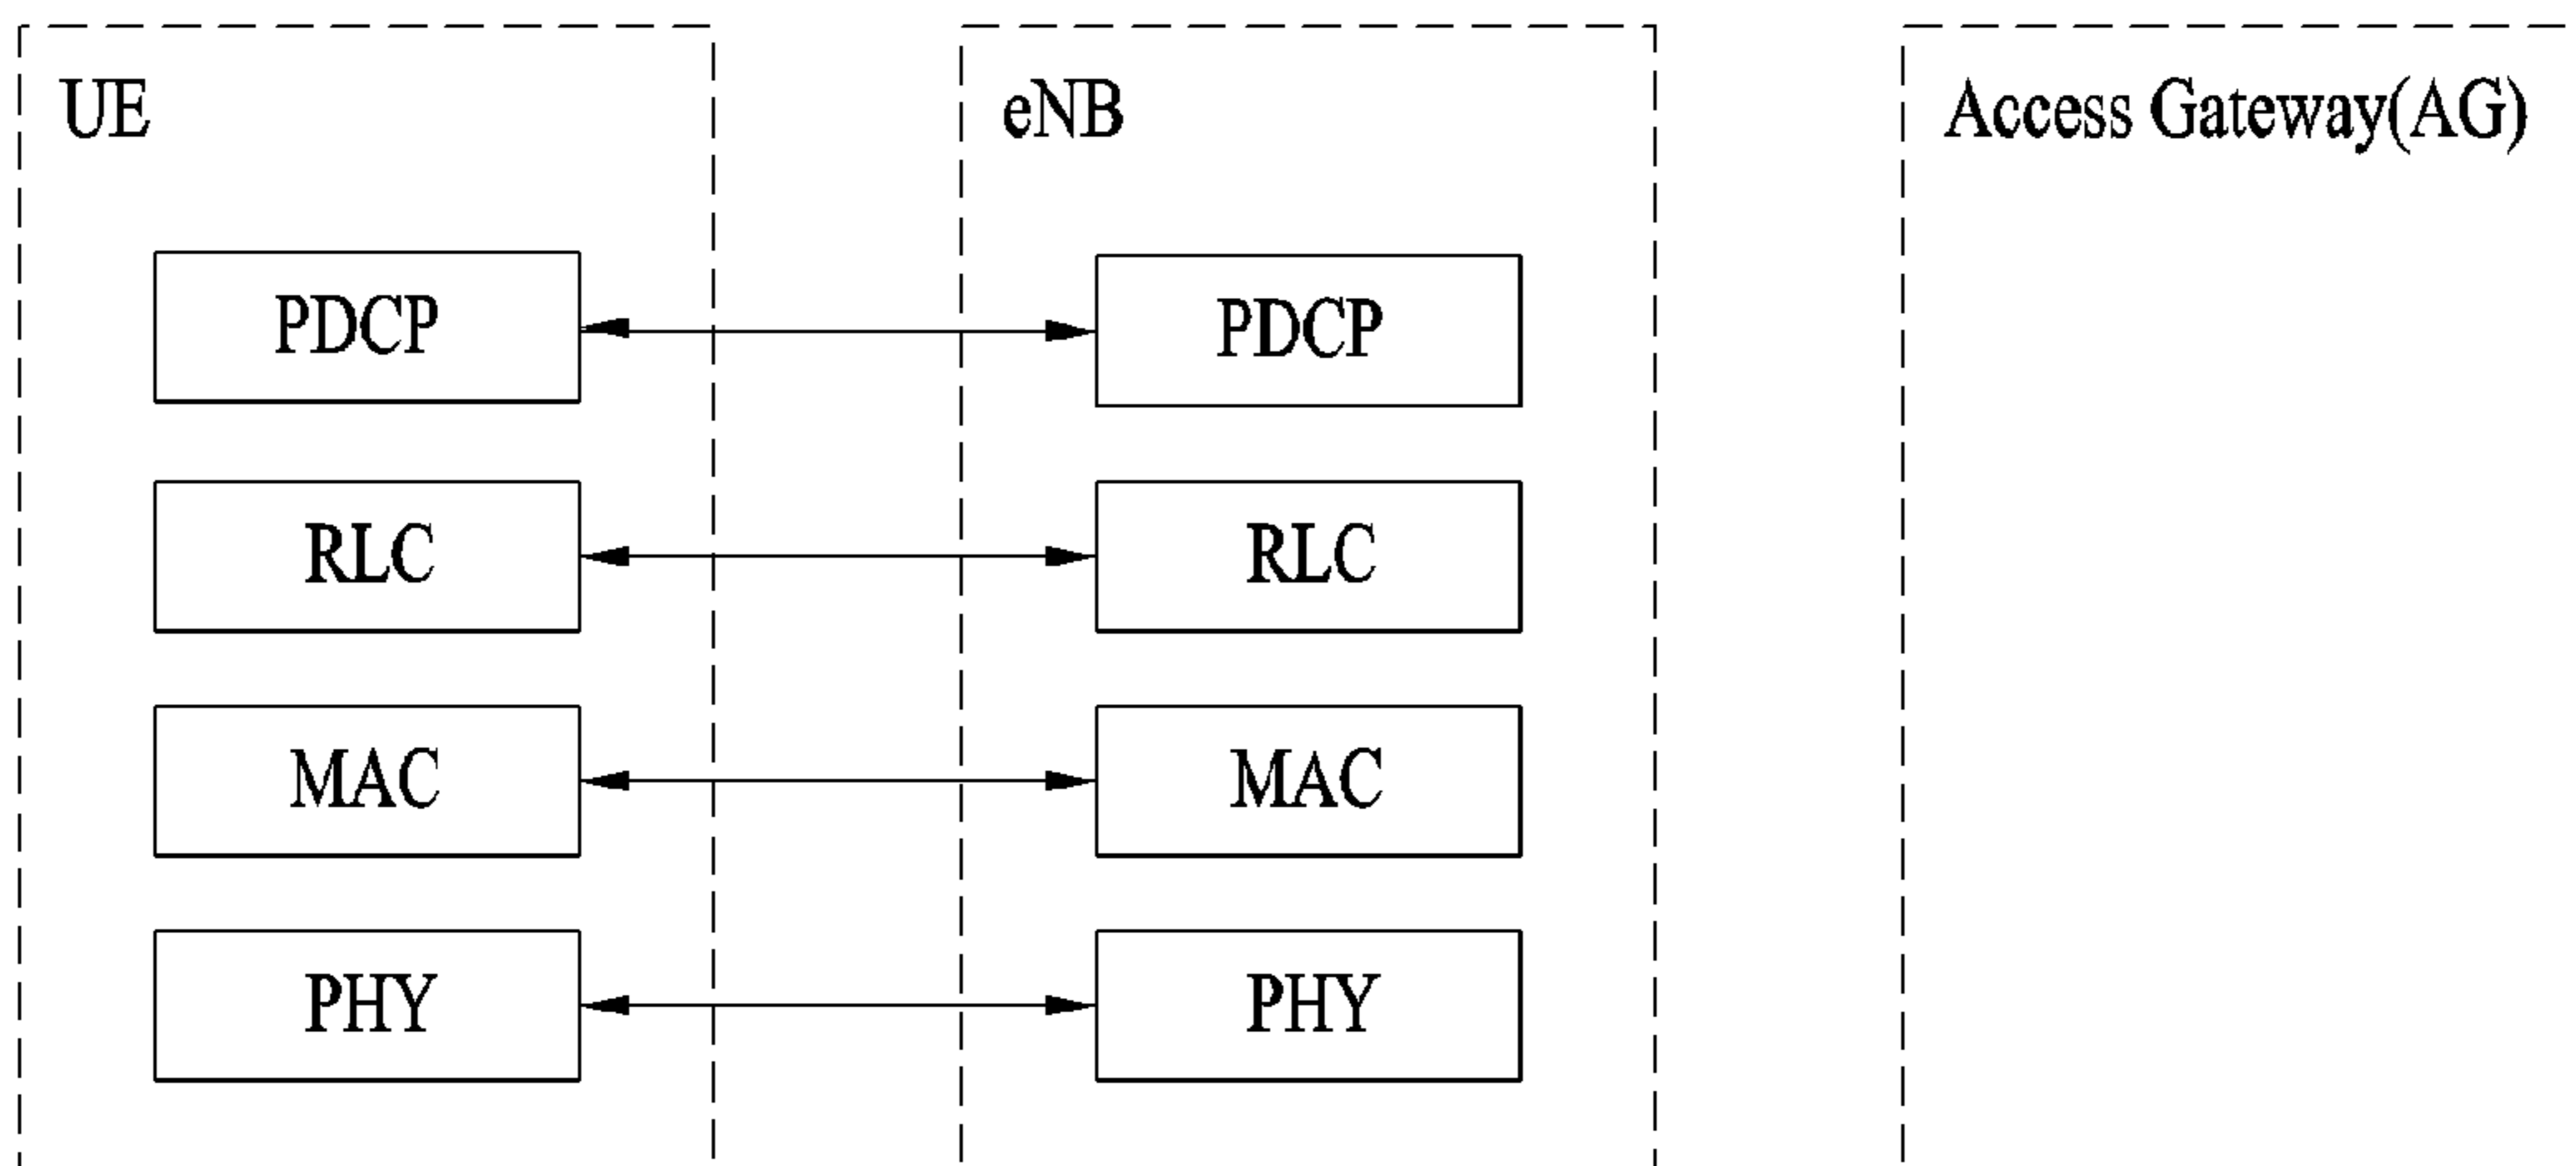 UE
eNB
Access Gateway(AG)
PDCP
PDCP
RLC
RLC
MAC
MAC
PHY
PHY